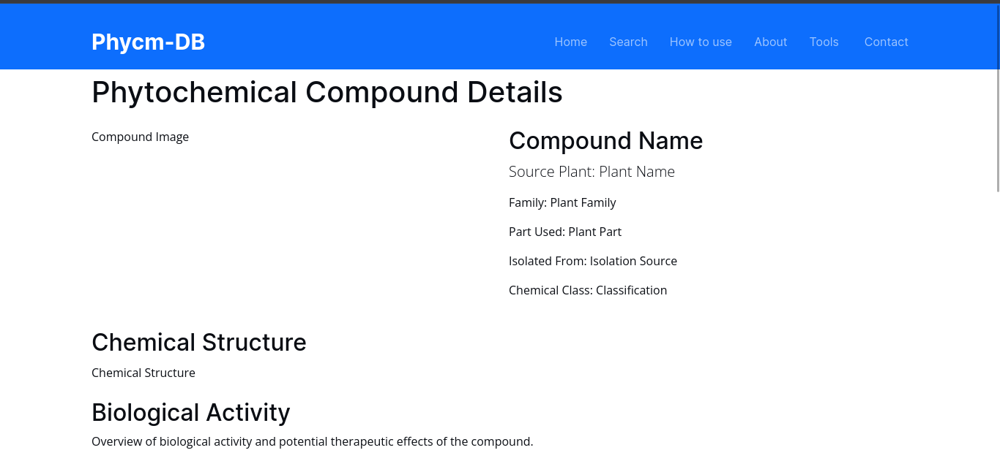 Phycm-DB
Home Search How to use About Tools Contact
Phytochemical Compound Details
Compound Image
Compound Name
Source Plant: Plant Name
Family: Plant Family
Part Used: Plant Part
Isolated From: Isolation Source
Chemical Class: Classification
Chemical Structure
Chemical Structure
Biological Activity
Overview of biological activity and potential therapeutic effects of the compound.